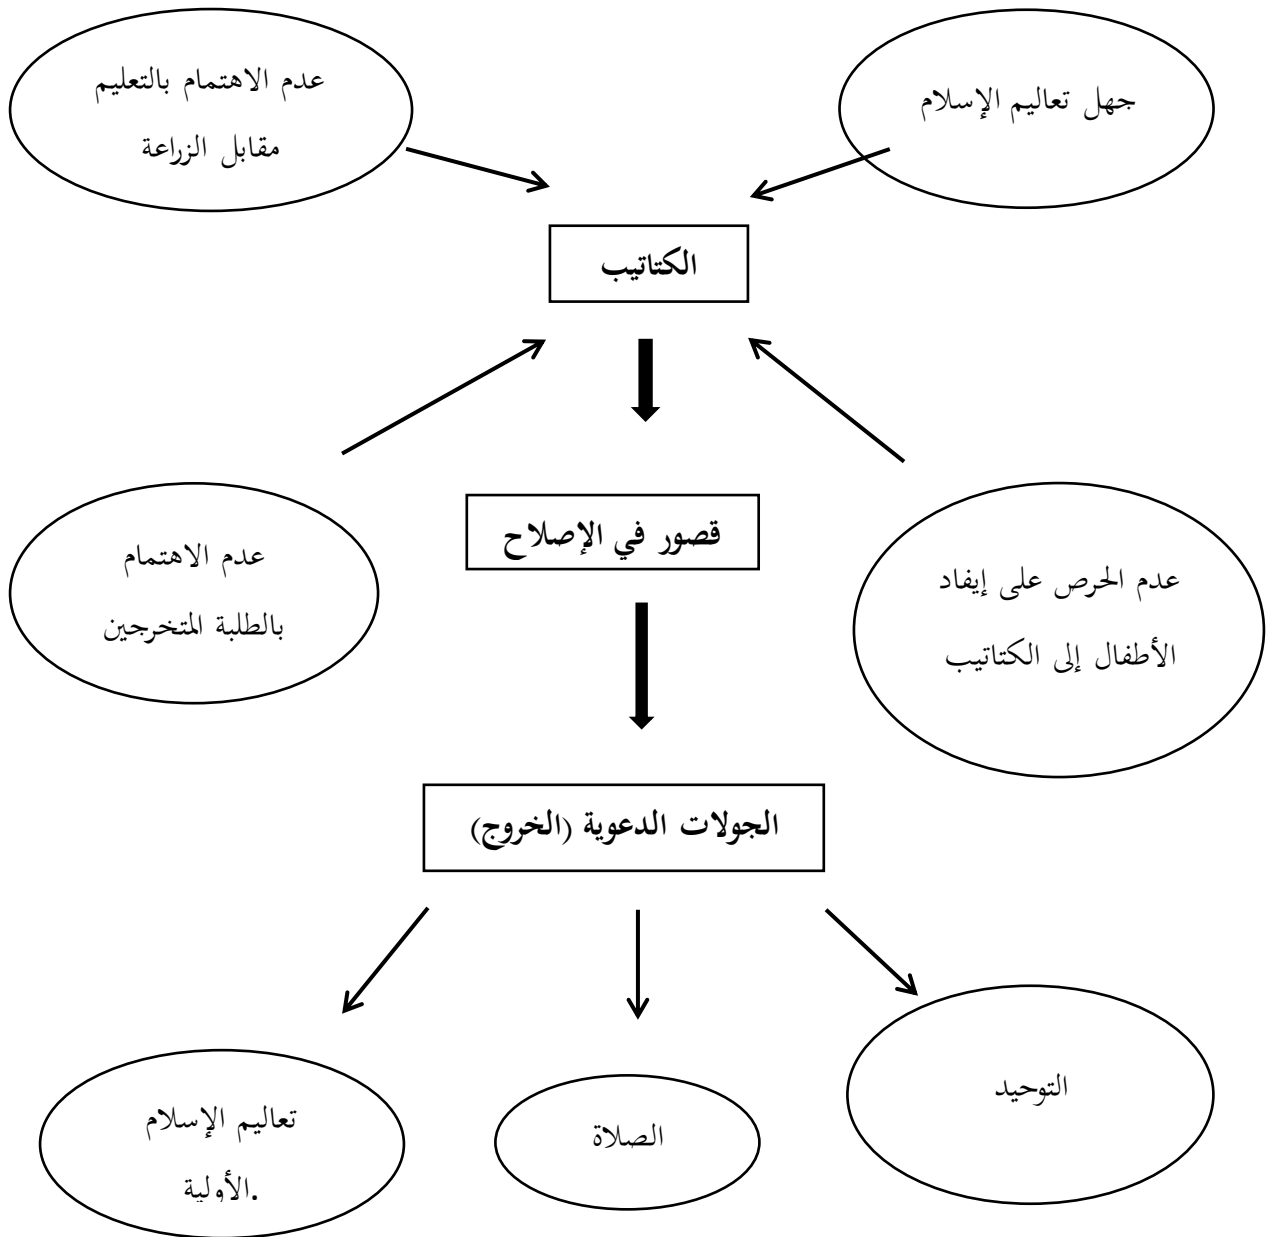 جهل تعاليم الإسلام
عدم الاهتمام بالتعليم
مقابل الزراعة
الكتاتيب
قصور في الإصلاح
عدم الحرص على إيفاد
الأطفال إلى الكتاتيب
عدم الاهتمام
بالطلبة المتخرجين
الجولات الدعوية (الخروج)
التوحيد
الصلاة
تعاليم الإسلام
الأولية.